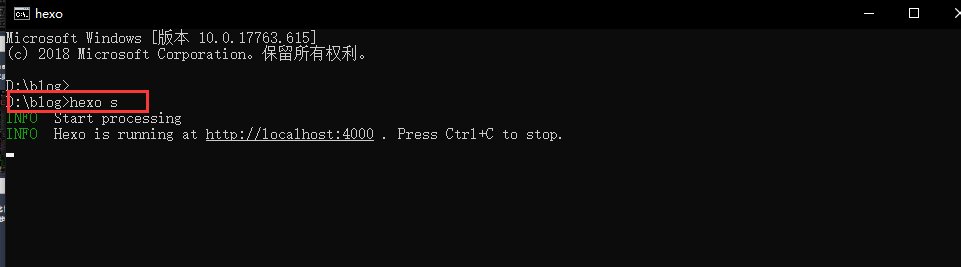 hexo
Microsoft Windows [版本 10.0.17763.615]
(c) 2018 Microsoft Corporation。保留所有权利。
D:\blog>
D:\blog>hexo s
INFO  Start processing
INFO  Hexo is running at http://localhost:4000 . Press Ctrl+C to stop.